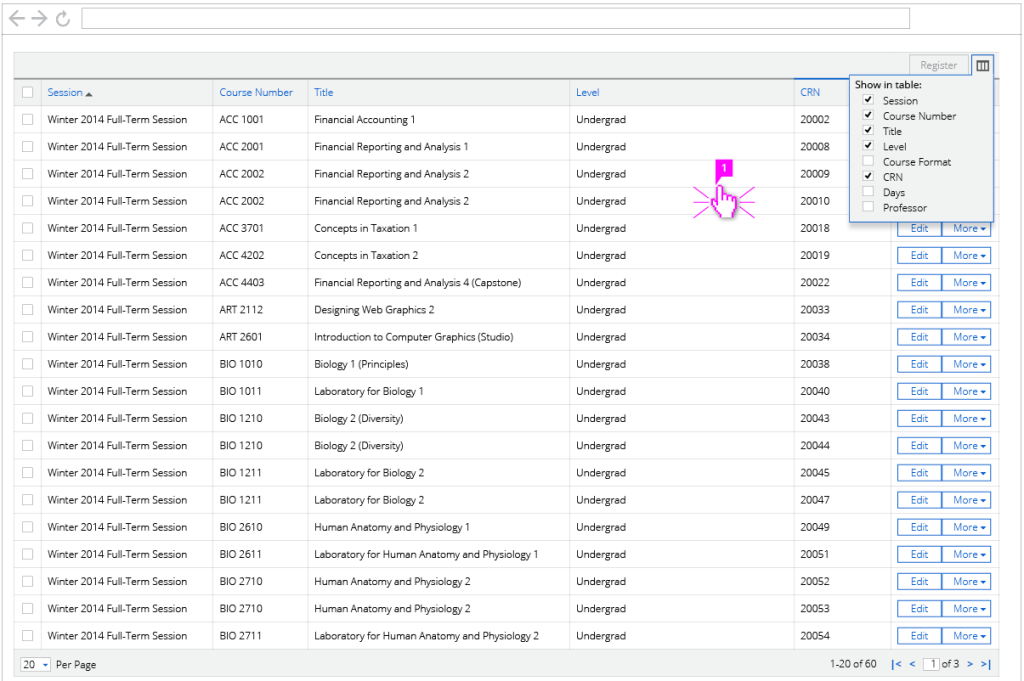 Register
Session Course Number Title Level CRN
Show in table:
Session
Course Number
Title
Level
Course Format
CRN
Days
Professor
Winter 2014 Full-Term Session ACC 1001 Financial Accounting 1 Undergrad 20002
Winter 2014 Full-Term Session ACC 2001 Financial Reporting and Analysis 1 Undergrad 20008
1
Winter 2014 Full-Term Session ACC 2002 Financial Reporting and Analysis 2 Undergrad 20009
Winter 2014 Full-Term Session ACC 2002 Financial Reporting and Analysis 2 Undergrad 20010
Winter 2014 Full-Term Session ACC 3701 Concepts in Taxation 1 Undergrad 20018 Edit More
Winter 2014 Full-Term Session ACC 4202 Concepts in Taxation 2 Undergrad 20019 Edit More
Winter 2014 Full-Term Session ACC 4403 Financial Reporting and Analysis 4 (Capstone) Undergrad 20022 Edit More
Winter 2014 Full-Term Session ART 2112 Designing Web Graphics 2 Undergrad 20033 Edit More
Winter 2014 Full-Term Session ART 2601 Introduction to Computer Graphics (Studio) Undergrad 20034 Edit More
Winter 2014 Full-Term Session BIO 1010 Biology 1 (Principles) Undergrad 20038 Edit More
Winter 2014 Full-Term Session BIO 1011 Laboratory for Biology 1 Undergrad 20040 Edit More
Winter 2014 Full-Term Session BIO 1210 Biology 2 (Diversity) Undergrad 20043 Edit More
Winter 2014 Full-Term Session BIO 1210 Biology 2 (Diversity) Undergrad 20044 Edit More
Winter 2014 Full-Term Session BIO 1211 Laboratory for Biology 2 Undergrad 20045 Edit More
Winter 2014 Full-Term Session BIO 1211 Laboratory for Biology 2 Undergrad 20047 Edit More
Winter 2014 Full-Term Session BIO 2610 Human Anatomy and Physiology 1 Undergrad 20049 Edit More
Winter 2014 Full-Term Session BIO 2611 Laboratory for Human Anatomy and Physiology 1 Undergrad 20051 Edit More
Winter 2014 Full-Term Session BIO 2710 Human Anatomy and Physiology 2 Undergrad 20052 Edit More
Winter 2014 Full-Term Session BIO 2710 Human Anatomy and Physiology 2 Undergrad 20053 Edit More
Winter 2014 Full-Term Session BIO 2711 Laboratory for Human Anatomy and Physiology 2 Undergrad 20054 Edit More
20 Per Page 1-20 of 60 |< < 1 of 3 > >|